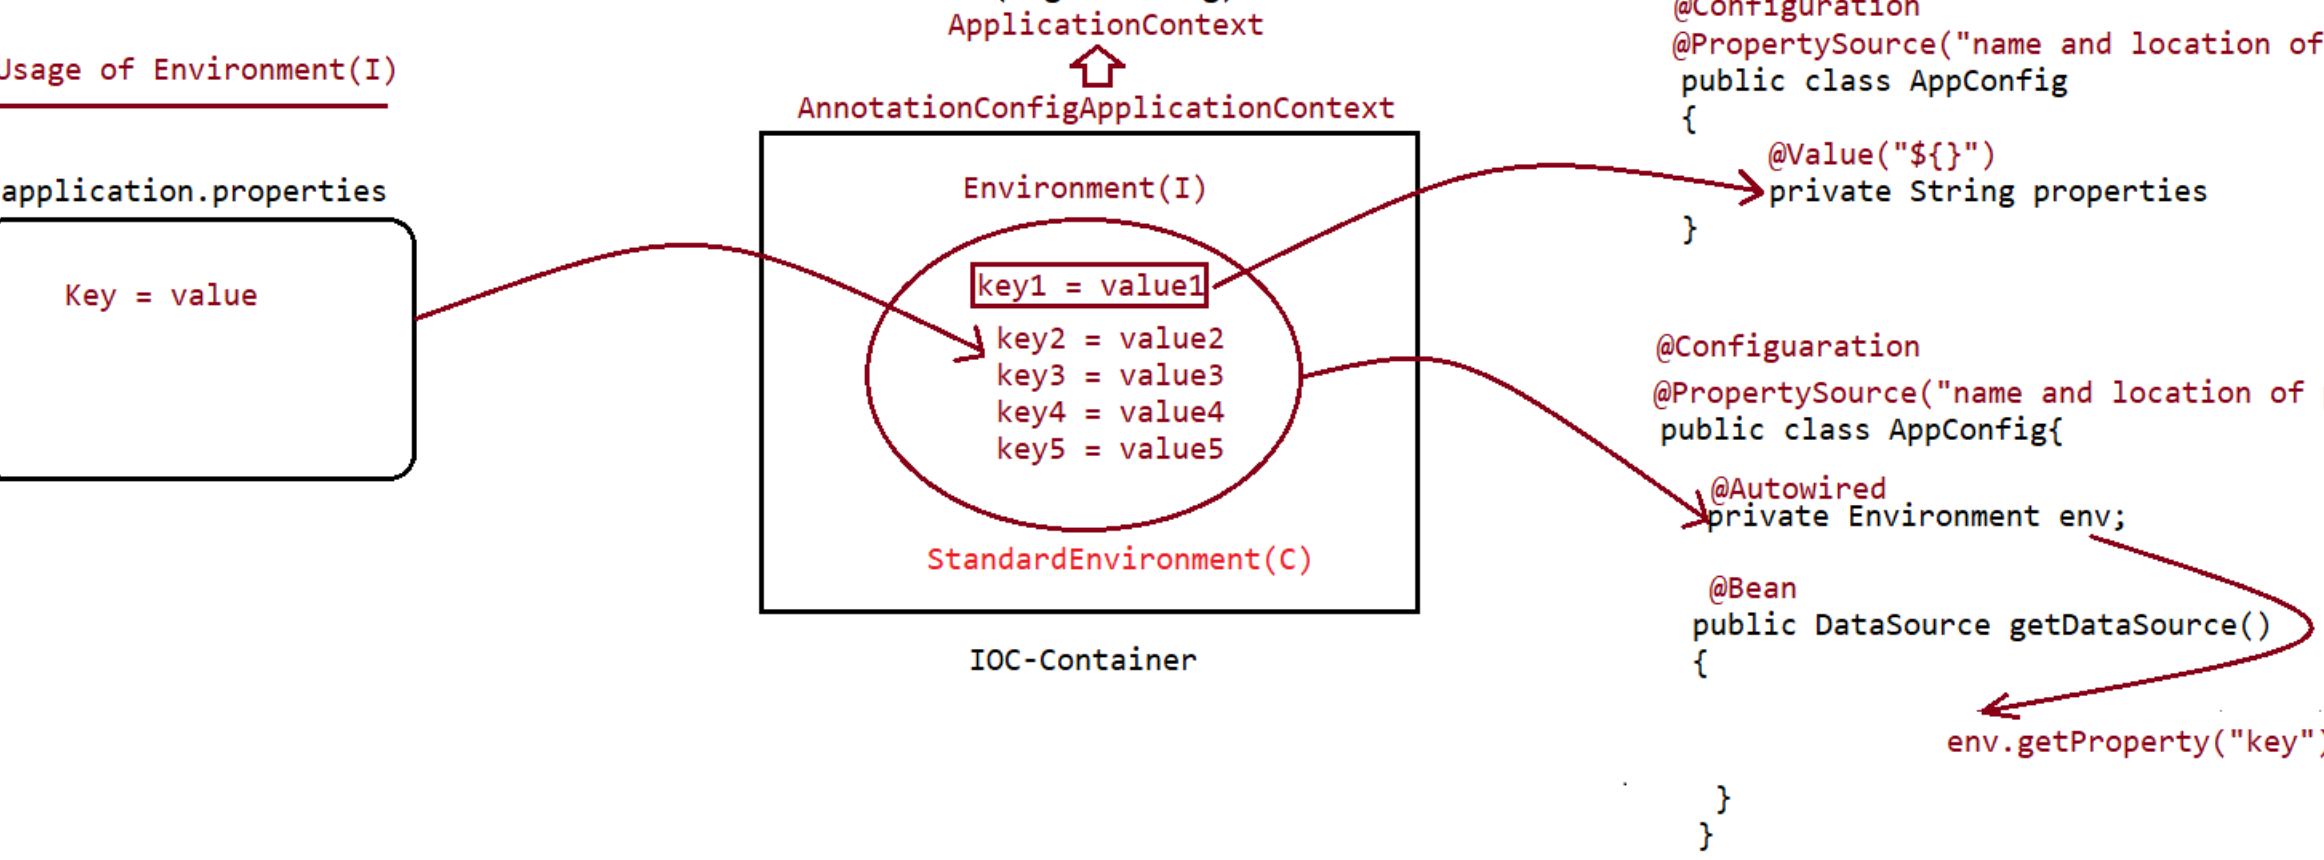 Usage of Environment(I)
application.properties
Key = value
ApplicationContext
AnnotationConfigApplicationContext
Environment(I)
key1 = value1
key2 = value2
key3 = value3
key4 = value4
key5 = value5
StandardEnvironment(C)
IOC-Container
@Configuration
@PropertySource("name and location of
public class AppConfig
{
@Value("${}")
private String properties
}
@Configuaration
@PropertySource("name and location of
public class AppConfig{
@Autowired
private Environment env;
@Bean
public DataSource getDataSource()
{
env.getProperty("key")
}
}